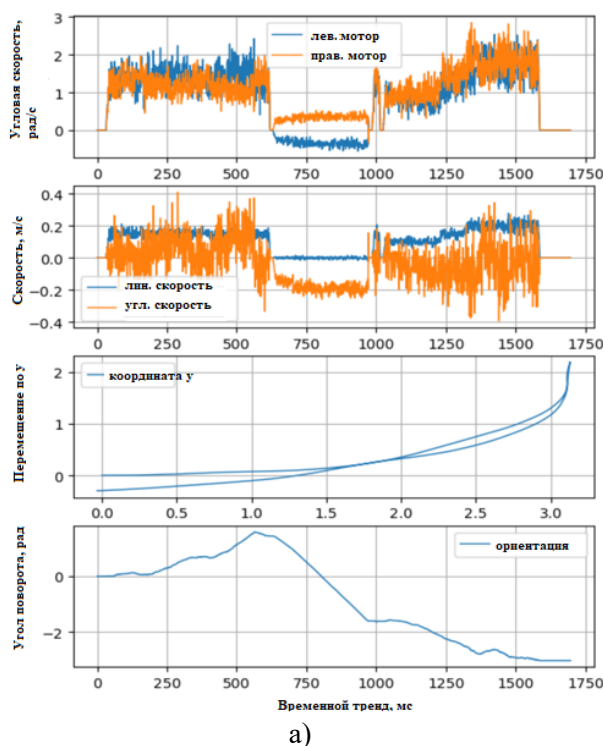 Угловая скорость,
рад/с
3
2
1
0
лев. мотор
прав. мотор
0 250 500 750 1000 1250 1500 1750
Скорость, м/с
0.4
0.2
0.0
−0.2
−0.4
лин. скорость
угл. скорость
0 250 500 750 1000 1250 1500 1750
Перемещение по у
2
1
0
координата у
0.0 0.5 1.0 1.5 2.0 2.5 3.0
Угол поворота, рад
0
−2
ориентация
0 250 500 750 1000 1250 1500 1750
Временной тренд, мс
а)